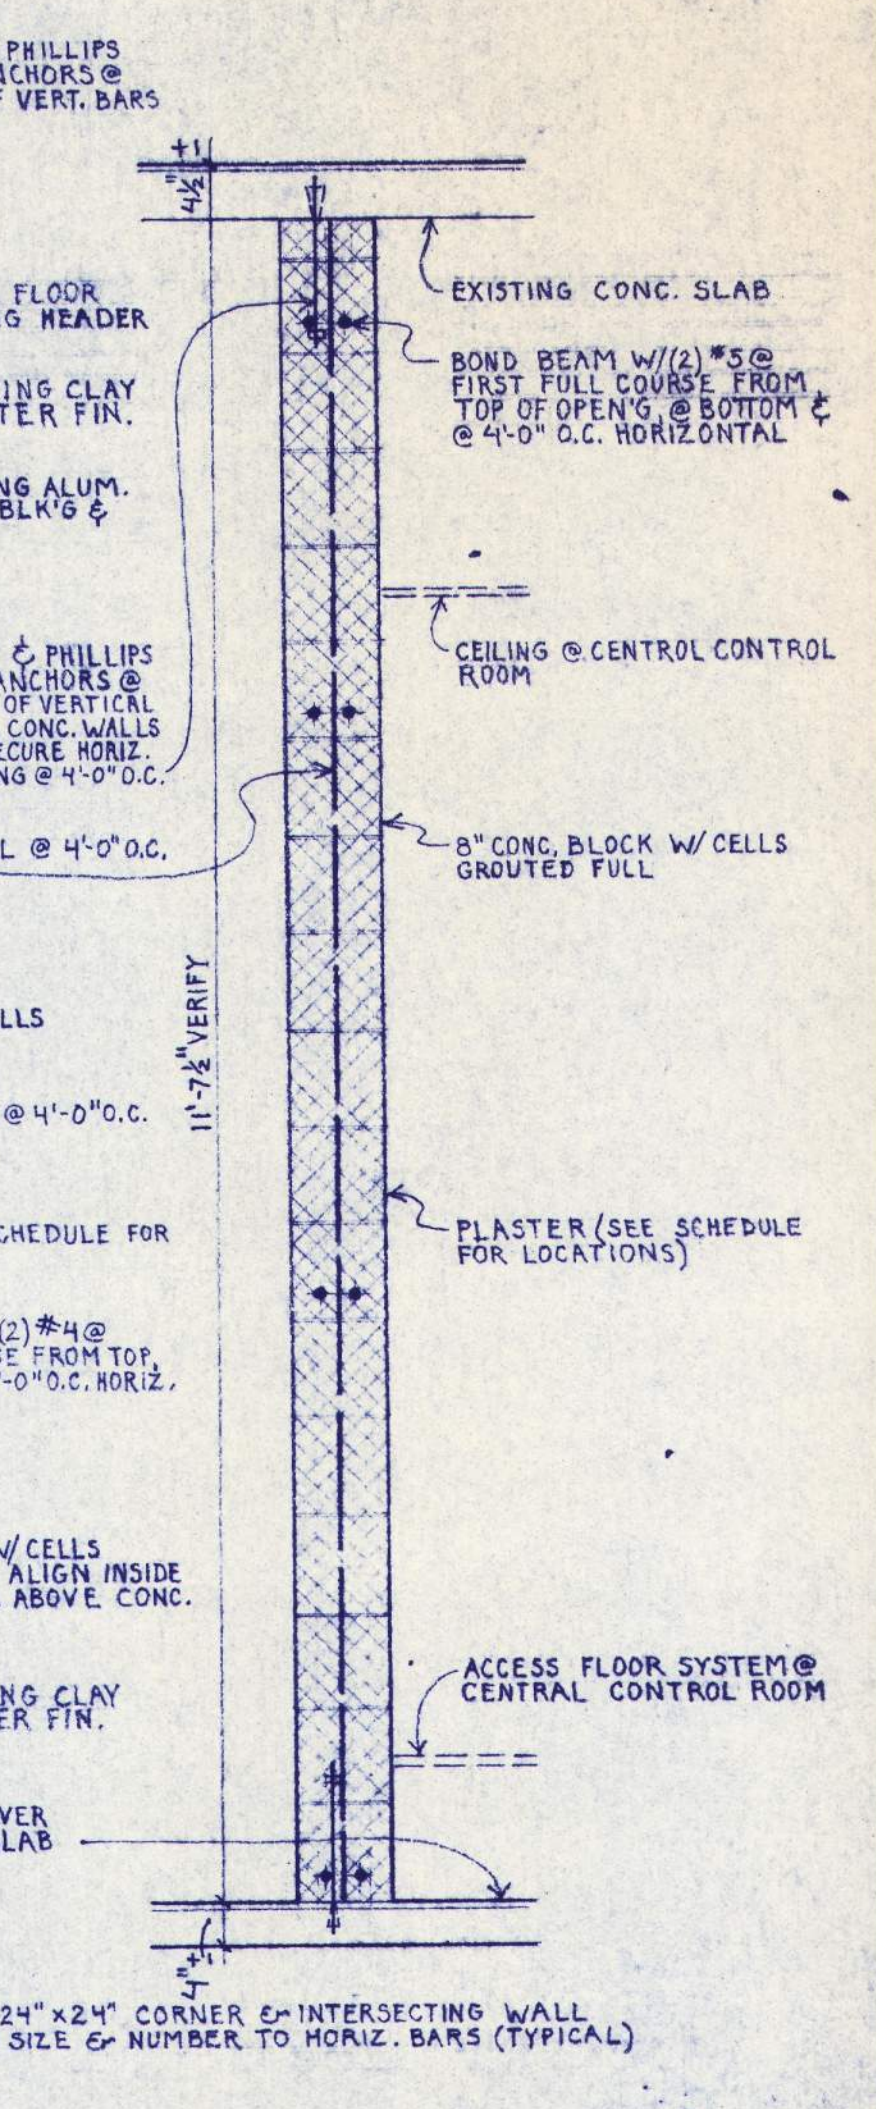 PHILLIPS
NCHORS @
F VERT. BARS
+1
4½"
FLOOR
G HEADER
ING CLAY
TER FIN.
NG ALUM.
BLK'G &
& PHILLIPS
ANCHORS @
OF VERTICAL
CONC. WALLS
ECURE HORIZ.
NG @ 4'-0" O.C.
L @ 4'-0" O.C.
11'-7½" VERIFY
LLS
@ 4'-0" O.C.
CHEDULE FOR
(2) #4 @
SE FROM TOP,
'-0" O.C. HORIZ.
W/ CELLS
ALIGN INSIDE
ABOVE CONC.
NG CLAY
ER FIN.
VER
LAB
4"±
EXISTING CONC. SLAB
BOND BEAM W/(2) #5 @
FIRST FULL COURSE FROM
TOP OF OPEN'G, @ BOTTOM &
@ 4'-0" O.C. HORIZONTAL
CEILING @ CENTRAL CONTROL
ROOM
8" CONC. BLOCK W/ CELLS
GROUTED FULL
PLASTER (SEE SCHEDULE
FOR LOCATIONS)
ACCESS FLOOR SYSTEM @
CENTRAL CONTROL ROOM
24" x 24" CORNER & INTERSECTING WALL
SIZE & NUMBER TO HORIZ. BARS (TYPICAL)